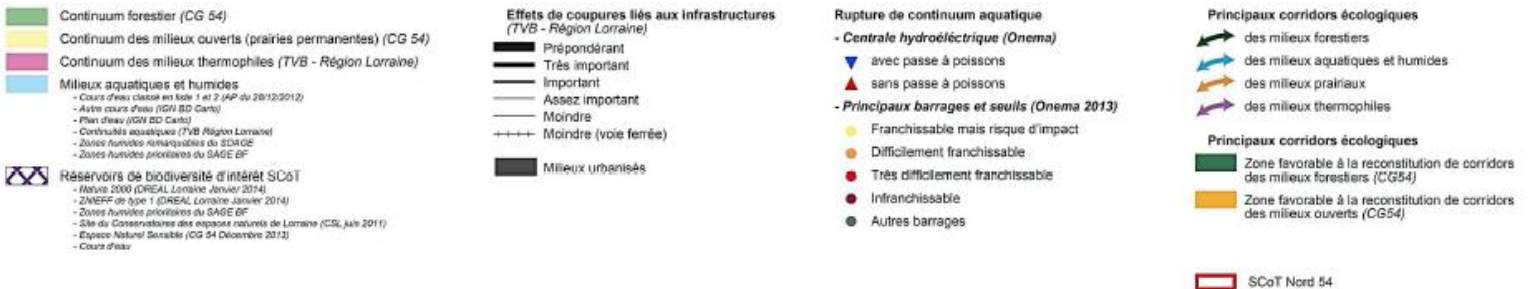 Continuum forestier (CG 54)
Continuum des milieux ouverts (prairies permanentes) (CG 54)
Continuum des milieux thermophiles (TVB - Région Lorraine)
Milieux aquatiques et humides
- Cours d'eau classé en liste 1 et 2 (AP du 28/12/2012)
- Autre cours d'eau (IGN BD Carto)
- Plan d'eau (IGN BD Carto)
- Continuités aquatiques (TVB Région Lorraine)
- Zones humides remarquables du SDAGE
- Zones humides prioritaires du SAGE BF
Réservoirs de biodiversité d'intérêt SCoT
- Nature 2000 (DREAL Lorraine Janvier 2014)
- ZNIEFF de type 1 (DREAL Lorraine Janvier 2014)
- Zones humides prioritaires du SAGE BF
- Site du Conservatoires des espaces naturels de Lorraine (CSL juin 2011)
- Espace Naturel Sensible (CG 54 Décembre 2013)
- Cours d'eau
Effets de coupures liés aux infrastructures
(TVB - Région Lorraine)
Prépondérant
Très important
Important
Assez important
Moindre
Moindre (voie ferrée)
Milieux urbanisés
Rupture de continuum aquatique
- Centrale hydroéléctrique (Onema)
avec passe à poissons
sans passe à poissons
- Principaux barrages et seuils (Onema 2013)
Franchissable mais risque d'impact
Difficilement franchissable
Très difficilement franchissable
Infranchissable
Autres barrages
Principaux corridors écologiques
des milieux forestiers
des milieux aquatiques et humides
des milieux prairiaux
des milieux thermophiles
Principaux corridors écologiques
Zone favorable à la reconstitution de corridors
des milieux forestiers (CG54)
Zone favorable à la reconstitution de corridors
des milieux ouverts (CG54)
SCoT Nord 54